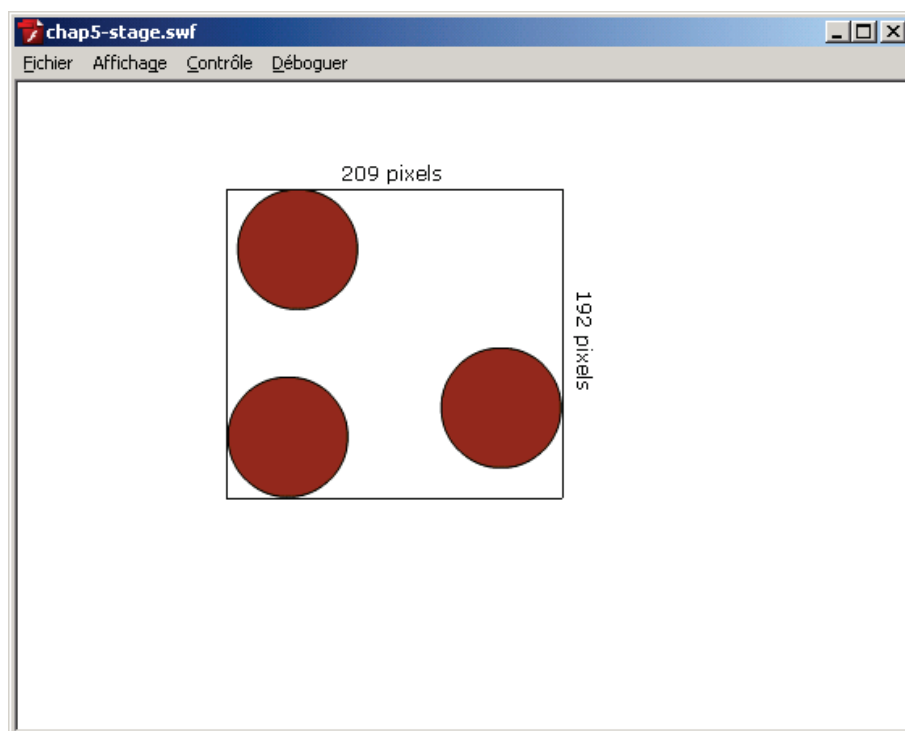 chap5-stage.swf
Fichier Affichage Contrôle Déboguer
209 pixels
192 pixels